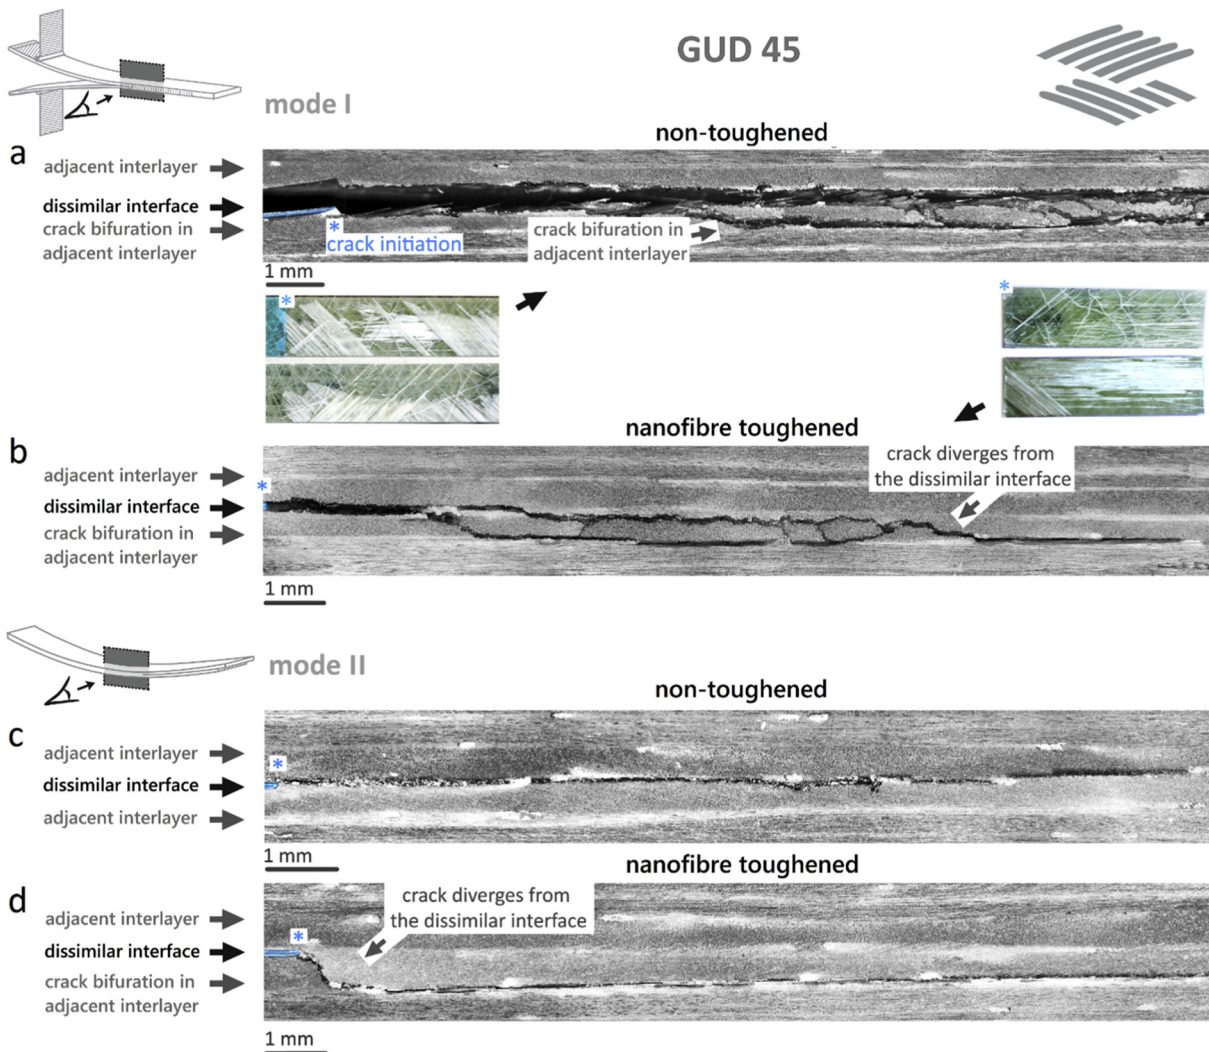 GUD 45
mode I
non-toughened
a
adjacent interlayer
dissimilar interface
crack bifuration in
adjacent interlayer
*
crack initiation
crack bifuration in
adjacent interlayer
1 mm
*
*
nanofibre toughened
b
adjacent interlayer
*
dissimilar interface
crack bifuration in
adjacent interlayer
crack diverges from
the dissimilar interface
1 mm
mode II
non-toughened
c
adjacent interlayer
*
dissimilar interface
adjacent interlayer
1 mm
nanofibre toughened
d
adjacent interlayer
*
dissimilar interface
crack bifuration in
adjacent interlayer
crack diverges from
the dissimilar interface
1 mm